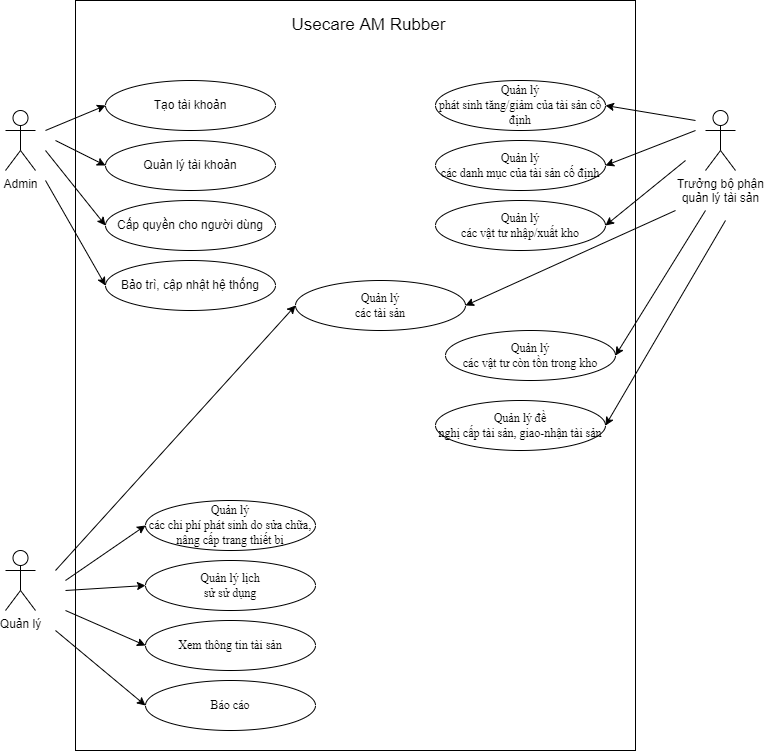 Usecare AM Rubber
Tạo tài khoản
Quản lý tài khoản
Cấp quyền cho người dùng
Bảo trì, cập nhật hệ thống
Admin
Quản lý
phát sinh tăng/giảm của tài sản cố
định
Quản lý
các danh mục của tài sản cố định
Quản lý
các vật tư nhập/xuất kho
Trưởng bộ phận
quản lý tài sản
Quản lý
các tài sản
Quản lý
các vật tư còn tồn trong kho
Quản lý đề
nghị cấp tài sản, giao-nhận tài sản
Quản lý
các chi phí phát sinh do sửa chữa,
nâng cấp trang thiết bị
Quản lý lịch
sử sử dụng
Xem thông tin tài sản
Báo cáo
Quản lý